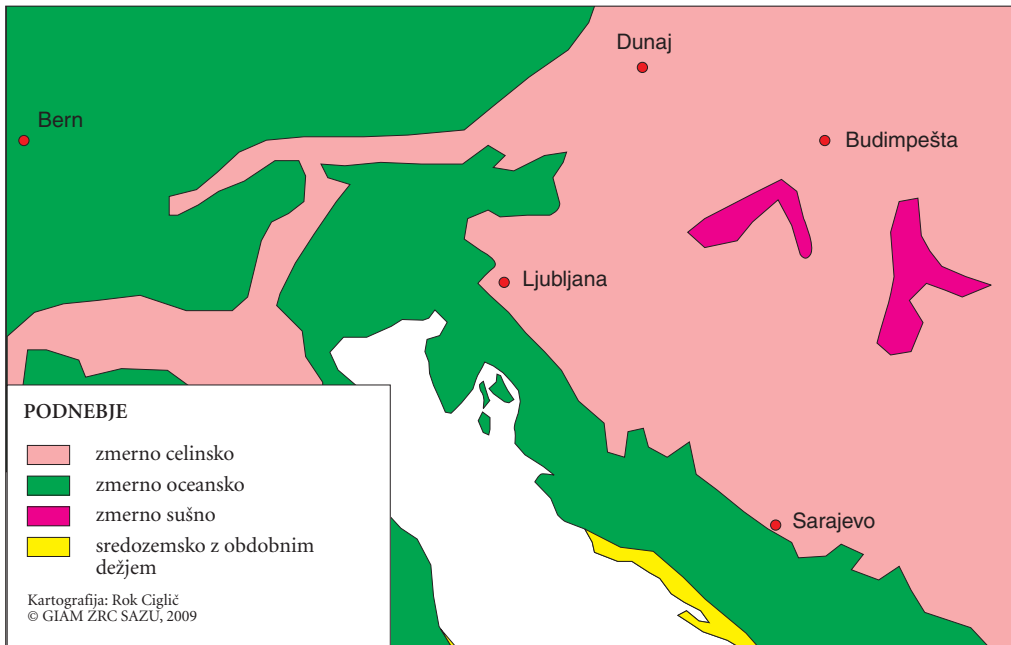 Dunaj
Bern
Budimpešta
Ljubljana
Sarajevo
PODNEBJE
zmerno celinsko
zmerno oceansko
zmerno sušno
sredozemsko z obdobnim
dežjem
Kartografija: Rok Ciglič
© GIAM ZRC SAZU, 2009